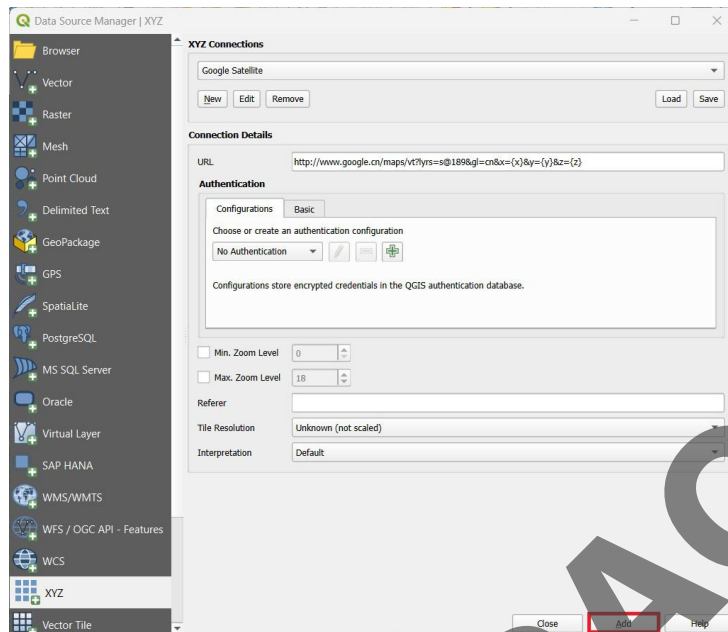 Data Source Manager | XYZ
Browser
Vector
Raster
Mesh
Point Cloud
Delimited Text
GeoPackage
GPS
SpatiaLite
PostgreSQL
MS SQL Server
Oracle
Virtual Layer
SAP HANA
WMS/WMTS
WFS / OGC API - Features
WCS
XYZ
Vector Tile
XYZ Connections
Google Satellite
New Edit Remove Load Save
Connection Details
URL http://www.google.cn/maps/vt?lyrs=s@189&gl=cn&x={x}&y={y}&z={z}
Authentication
Configurations Basic
Choose or create an authentication configuration
No Authentication
Configurations store encrypted credentials in the QGIS authentication database.
Min. Zoom Level 0
Max. Zoom Level 18
Referer
Tile Resolution Unknown (not scaled)
Interpretation Default
Close Add Help